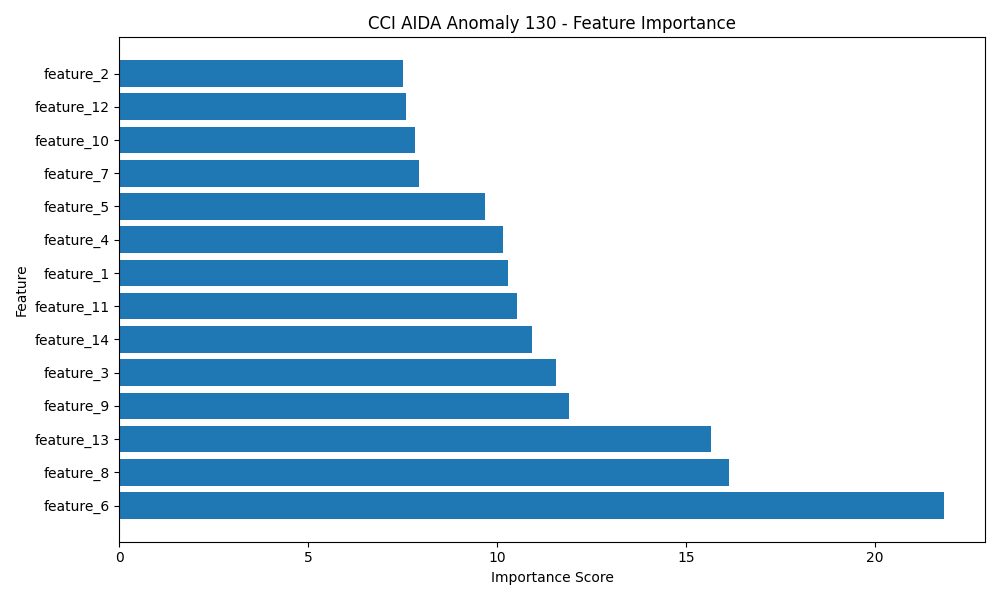 CCI AIDA Anomaly 130 - Feature Importance
Feature
feature_2
feature_12
feature_10
feature_7
feature_5
feature_4
feature_1
feature_11
feature_14
feature_3
feature_9
feature_13
feature_8
feature_6
0 5 10 15 20
Importance Score